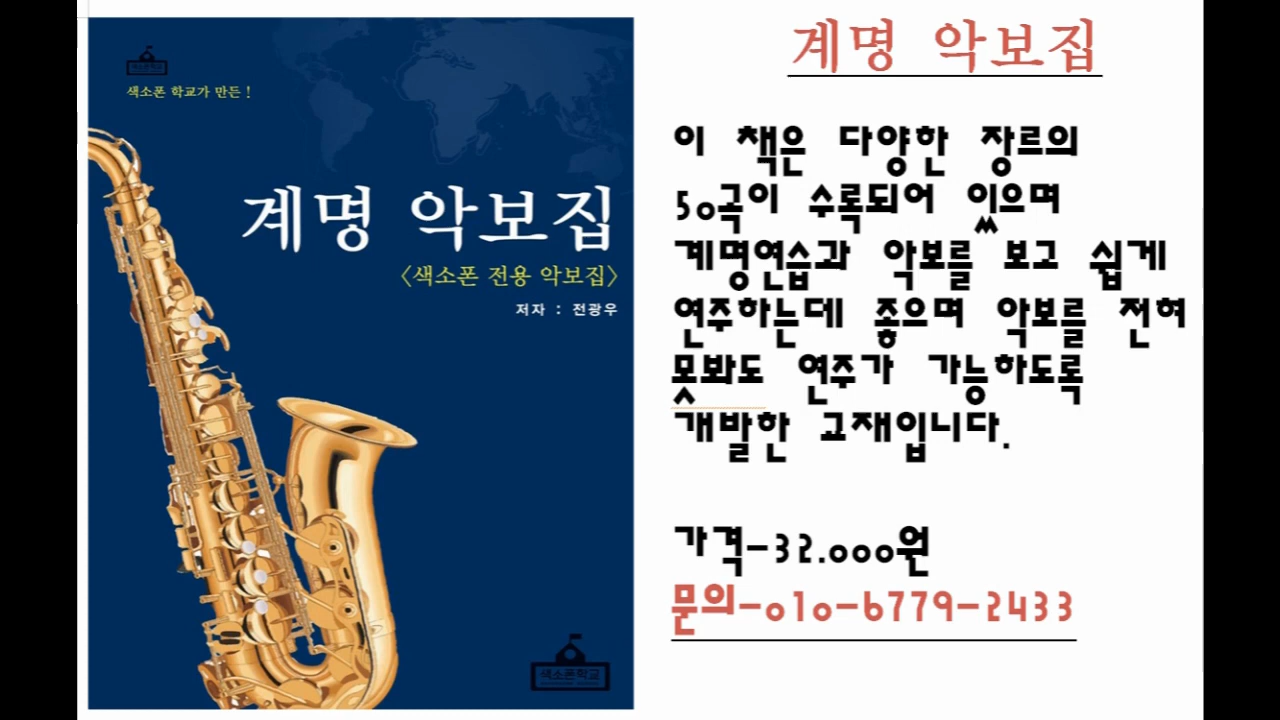 색소폰학교
색소폰 학교가 만든 !
계명 악보집
<색소폰 전용 악보집>
저자 : 전광우
색소폰학교
계명 악보집
이 책은 다양한 장르의
50곡이 수록되어 있으며
계명연습과 악보를 보고 쉽게
연주하는데 좋으며 악보를 전혀
못봐도 연주가 가능하도록
개발한 교재입니다.
가격-32.000원
문의-010-6779-2433